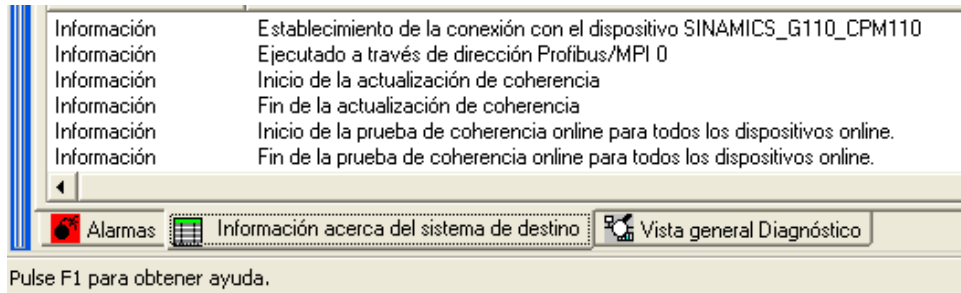 Información Establecimiento de la conexión con el dispositivo SINAMICS_G110_CPM110
Información Ejecutado a través de dirección Profibus/MPI 0
Información Inicio de la actualización de coherencia
Información Fin de la actualización de coherencia
Información Inicio de la prueba de coherencia online para todos los dispositivos online.
Información Fin de la prueba de coherencia online para todos los dispositivos online.
Alarmas Información acerca del sistema de destino Vista general Diagnóstico
Pulse F1 para obtener ayuda.